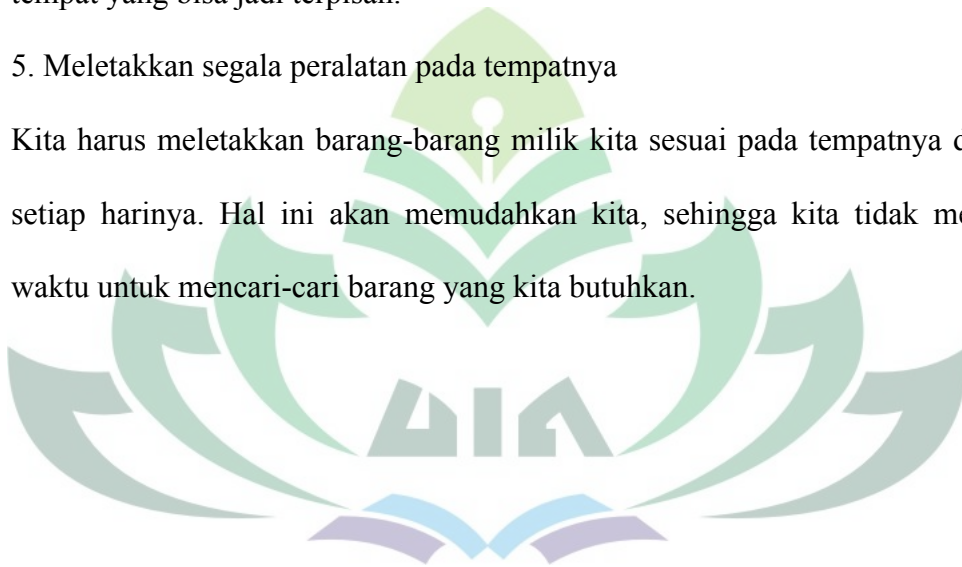 tempat yang bisa jadi terpisah.
5. Meletakkan segala peralatan pada tempatnya
Kita harus meletakkan barang-barang milik kita sesuai pada tempatnya
setiap harinya. Hal ini akan memudahkan kita, sehingga kita tidak
waktu untuk mencari-cari barang yang kita butuhkan.
UIN